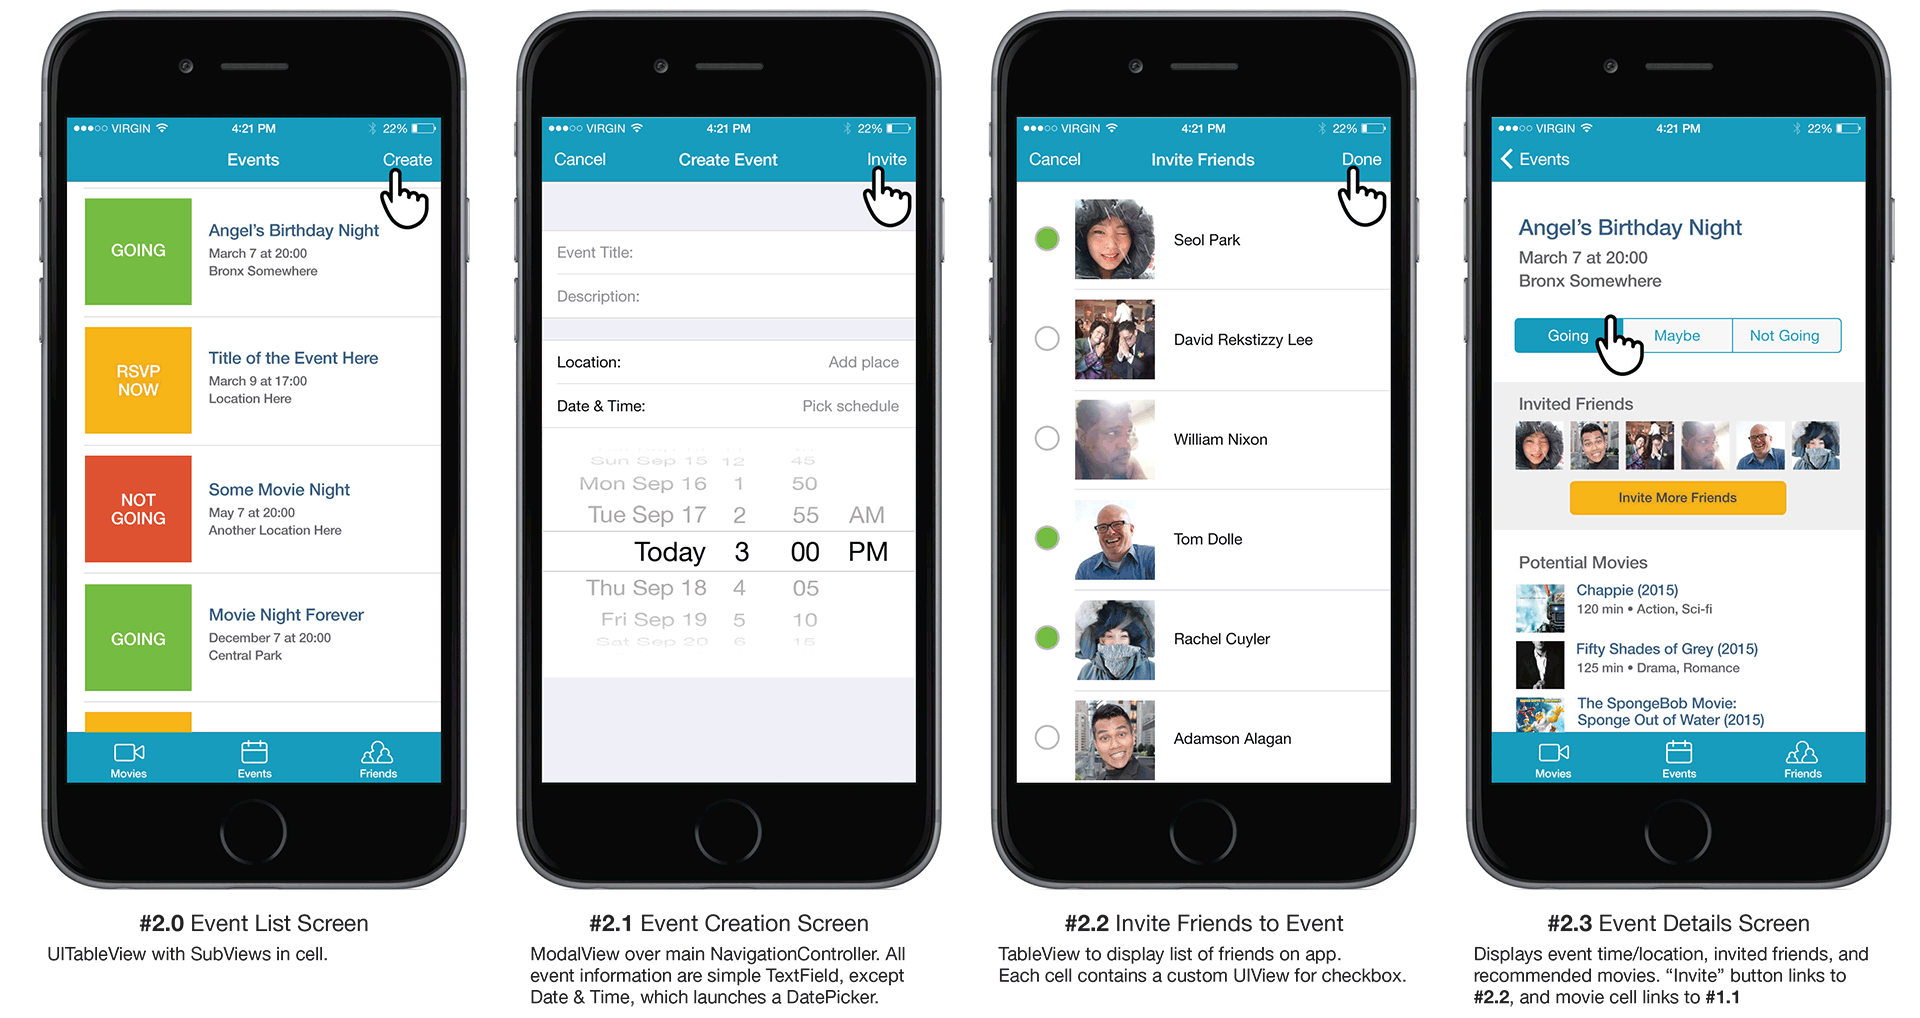 VIRGIN
4:21 PM
22%
Events
Create
GOING
Angel's Birthday Night
March 7 at 20:00
Bronx Somewhere
RSVP
NOW
Title of the Event Here
March 9 at 17:00
Location Here
NOT
GOING
Some Movie Night
May 7 at 20:00
Another Location Here
GOING
Movie Night Forever
December 7 at 20:00
Central Park
Movies
Events
Friends
#2.0 Event List Screen
UITableView with SubViews in cell.
VIRGIN
4:21 PM
22%
Cancel
Create Event
Invite
Event Title:
Description:
Location:
Add place
Date & Time:
Pick schedule
Sun Sep 15 12 45
Mon Sep 16 1 50
Tue Sep 17 2 55 AM
Today 3 00 PM
Thu Sep 18 4 05
Fri Sep 19 5 10
Sat Sep 20 6 15
#2.1 Event Creation Screen
ModalView over main NavigationController. All
event information are simple TextField, except
Date & Time, which launches a DatePicker.
VIRGIN
4:21 PM
22%
Cancel
Invite Friends
Done
Seol Park
David Rekstizzy Lee
William Nixon
Tom Dolle
Rachel Cuyler
Adamson Alagan
#2.2 Invite Friends to Event
TableView to display list of friends on app.
Each cell contains a custom UIView for checkbox.
VIRGIN
4:21 PM
22%
Events
Angel's Birthday Night
March 7 at 20:00
Bronx Somewhere
Going
Maybe
Not Going
Invited Friends
Invite More Friends
Potential Movies
Chappie (2015)
120 min • Action, Sci-fi
Fifty Shades of Grey (2015)
125 min • Drama, Romance
The SpongeBob Movie:
Sponge Out of Water (2015)
Movies
Events
Friends
#2.3 Event Details Screen
Displays event time/location, invited friends, and
recommended movies. "Invite" button links to
#2.2, and movie cell links to #1.1